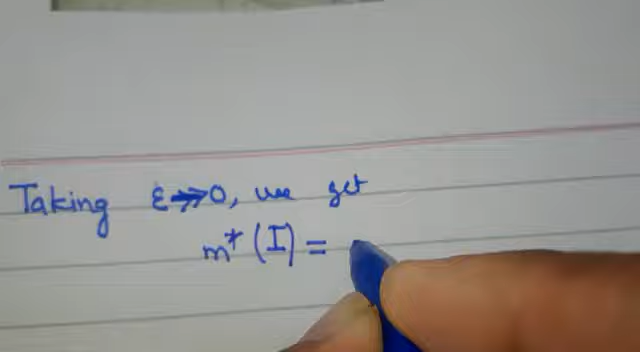 Taking ε→0, we get
m*(I) =